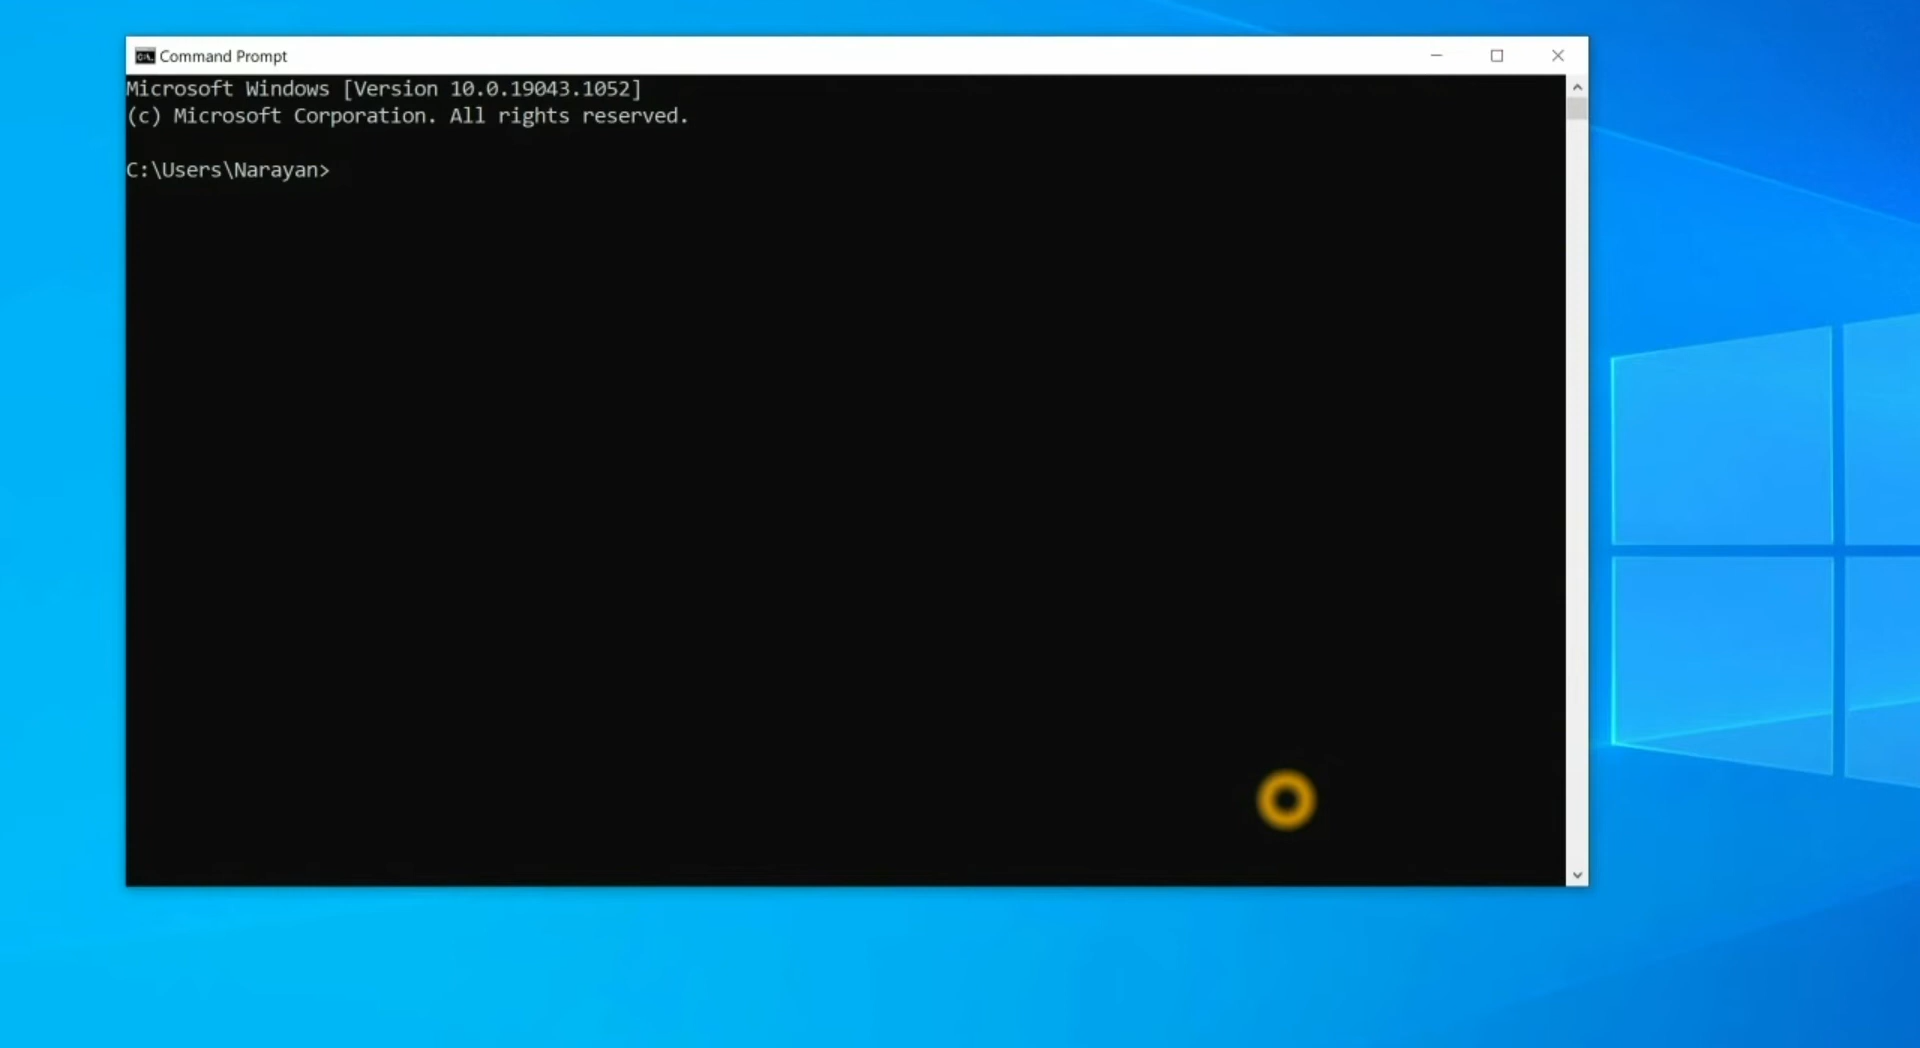 Command Prompt
Microsoft Windows [Version 10.0.19043.1052]
(c) Microsoft Corporation. All rights reserved.
C:\Users\Narayan>